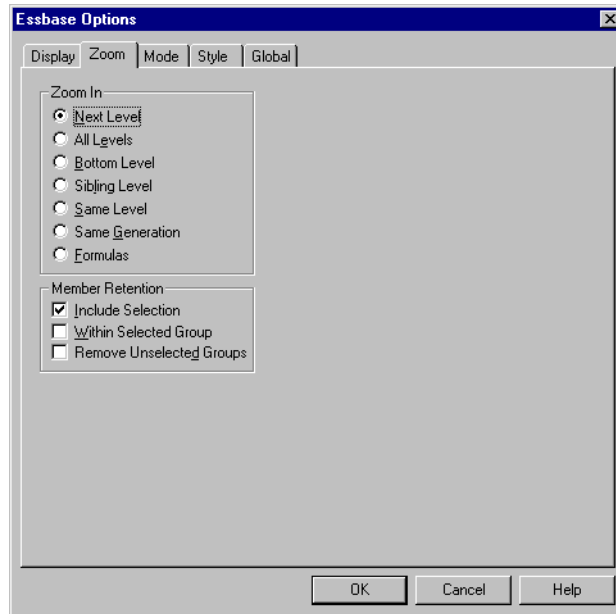 Essbase Options
Display Zoom Mode Style Global
Zoom In
Next Level
All Levels
Bottom Level
Sibling Level
Same Level
Same Generation
Formulas
Member Retention
Include Selection
Within Selected Group
Remove Unselected Groups
OK Cancel Help